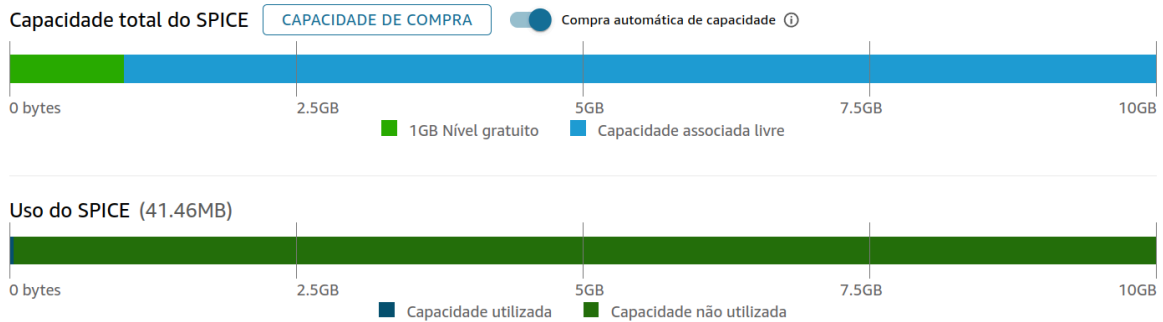 Capacidade total do SPICE CAPACIDADE DE COMPRA Compra automática de capacidade
0 bytes 2.5GB 5GB 7.5GB 10GB
1GB Nível gratuito Capacidade associada livre
Uso do SPICE (41.46MB)
0 bytes 2.5GB 5GB 7.5GB 10GB
Capacidade utilizada Capacidade não utilizada